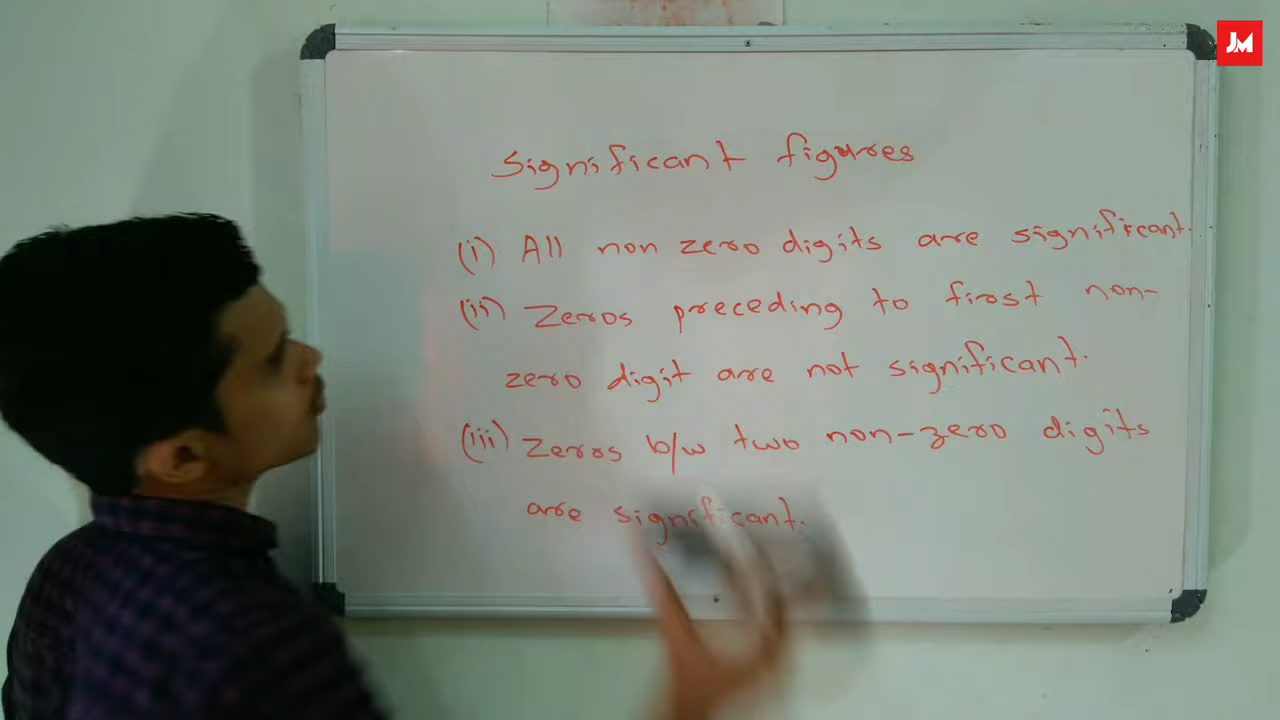 JM
Significant figures
(i) All non zero digits are significant.
(ii) Zeros preceding to first non-
zero digit are not significant.
(iii) Zeros b/w two non-zero digits
are significant.